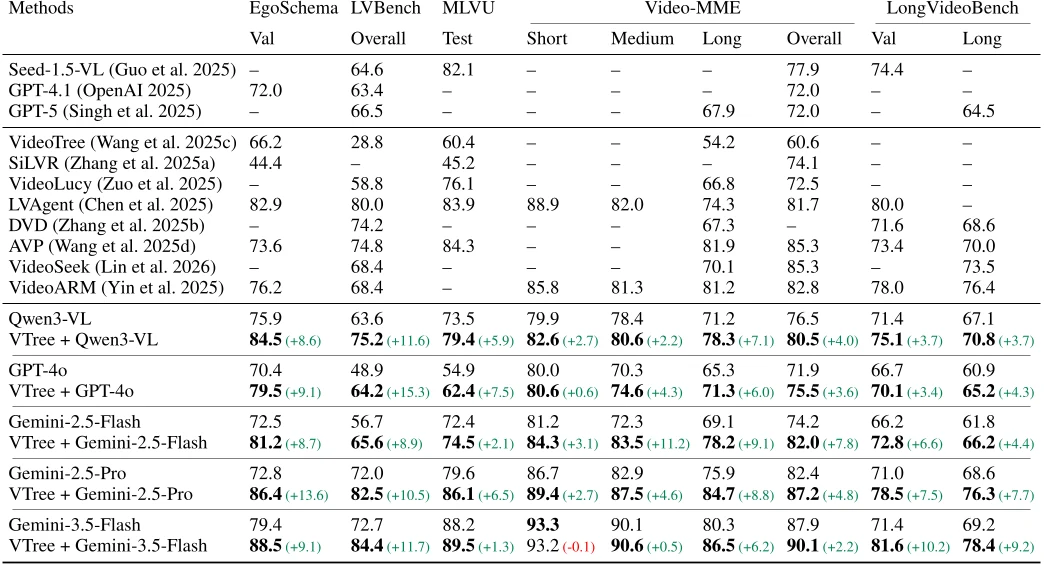 Methods EgoSchema LVBench MLVU Video-MME LongVideoBench
Val Overall Test Short Medium Long Overall Val Long
Seed-1.5-VL (Guo et al. 2025) – 64.6 82.1 – – – 77.9 74.4 –
GPT-4.1 (OpenAI 2025) 72.0 63.4 – – – – 72.0 – –
GPT-5 (Singh et al. 2025) – 66.5 – – – 67.9 72.0 – 64.5
VideoTree (Wang et al. 2025c) 66.2 28.8 60.4 – – 54.2 60.6 – –
SiLVR (Zhang et al. 2025a) 44.4 – 45.2 – – – 74.1 – –
VideoLucy (Zuo et al. 2025) – 58.8 76.1 – – 66.8 72.5 – –
LVAgent (Chen et al. 2025) 82.9 80.0 83.9 88.9 82.0 74.3 81.7 80.0 –
DVD (Zhang et al. 2025b) – 74.2 – – – 67.3 – 71.6 68.6
AVP (Wang et al. 2025d) 73.6 74.8 84.3 – – 81.9 85.3 73.4 70.0
VideoSeek (Lin et al. 2026) – 68.4 – – – 70.1 85.3 – 73.5
VideoARM (Yin et al. 2025) 76.2 68.4 – 85.8 81.3 81.2 82.8 78.0 76.4
Qwen3-VL 75.9 63.6 73.5 79.9 78.4 71.2 76.5 71.4 67.1
VTree + Qwen3-VL 84.5 (+8.6) 75.2 (+11.6) 79.4 (+5.9) 82.6 (+2.7) 80.6 (+2.2) 78.3 (+7.1) 80.5 (+4.0) 75.1 (+3.7) 70.8 (+3.7)
GPT-4o 70.4 48.9 54.9 80.0 70.3 65.3 71.9 66.7 60.9
VTree + GPT-4o 79.5 (+9.1) 64.2 (+15.3) 62.4 (+7.5) 80.6 (+0.6) 74.6 (+4.3) 71.3 (+6.0) 75.5 (+3.6) 70.1 (+3.4) 65.2 (+4.3)
Gemini-2.5-Flash 72.5 56.7 72.4 81.2 72.3 69.1 74.2 66.2 61.8
VTree + Gemini-2.5-Flash 81.2 (+8.7) 65.6 (+8.9) 74.5 (+2.1) 84.3 (+3.1) 83.5 (+11.2) 78.2 (+9.1) 82.0 (+7.8) 72.8 (+6.6) 66.2 (+4.4)
Gemini-2.5-Pro 72.8 72.0 79.6 86.7 82.9 75.9 82.4 71.0 68.6
VTree + Gemini-2.5-Pro 86.4 (+13.6) 82.5 (+10.5) 86.1 (+6.5) 89.4 (+2.7) 87.5 (+4.6) 84.7 (+8.8) 87.2 (+4.8) 78.5 (+7.5) 76.3 (+7.7)
Gemini-3.5-Flash 79.4 72.7 88.2 93.3 90.1 80.3 87.9 71.4 69.2
VTree + Gemini-3.5-Flash 88.5 (+9.1) 84.4 (+11.7) 89.5 (+1.3) 93.2 (-0.1) 90.6 (+0.5) 86.5 (+6.2) 90.1 (+2.2) 81.6 (+10.2) 78.4 (+9.2)